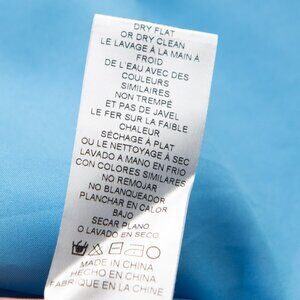 DRY FLAT
OR DRY CLEAN
LE LAVAGE À LA MAIN À
FROID
DE L'EAU AVEC DES
COULEURS
SIMILAIRES
NON TREMPÉ
ET PAS DE JAVEL
LE FER SUR LA FAIBLE
CHALEUR
SÉCHAGE À PLAT
OU LE NETTOYAGE À SEC
LAVADO A MANO EN FRIO
CON COLORES SIMILARES
NO REMOJAR
NO BLANQUEADOR
PLANCHAR EN CALOR
BAJO
SECAR PLANO
O LAVADO EN SECO
MADE IN CHINA
HECHO EN CHINA
FABRIQUE EN LA CHINE